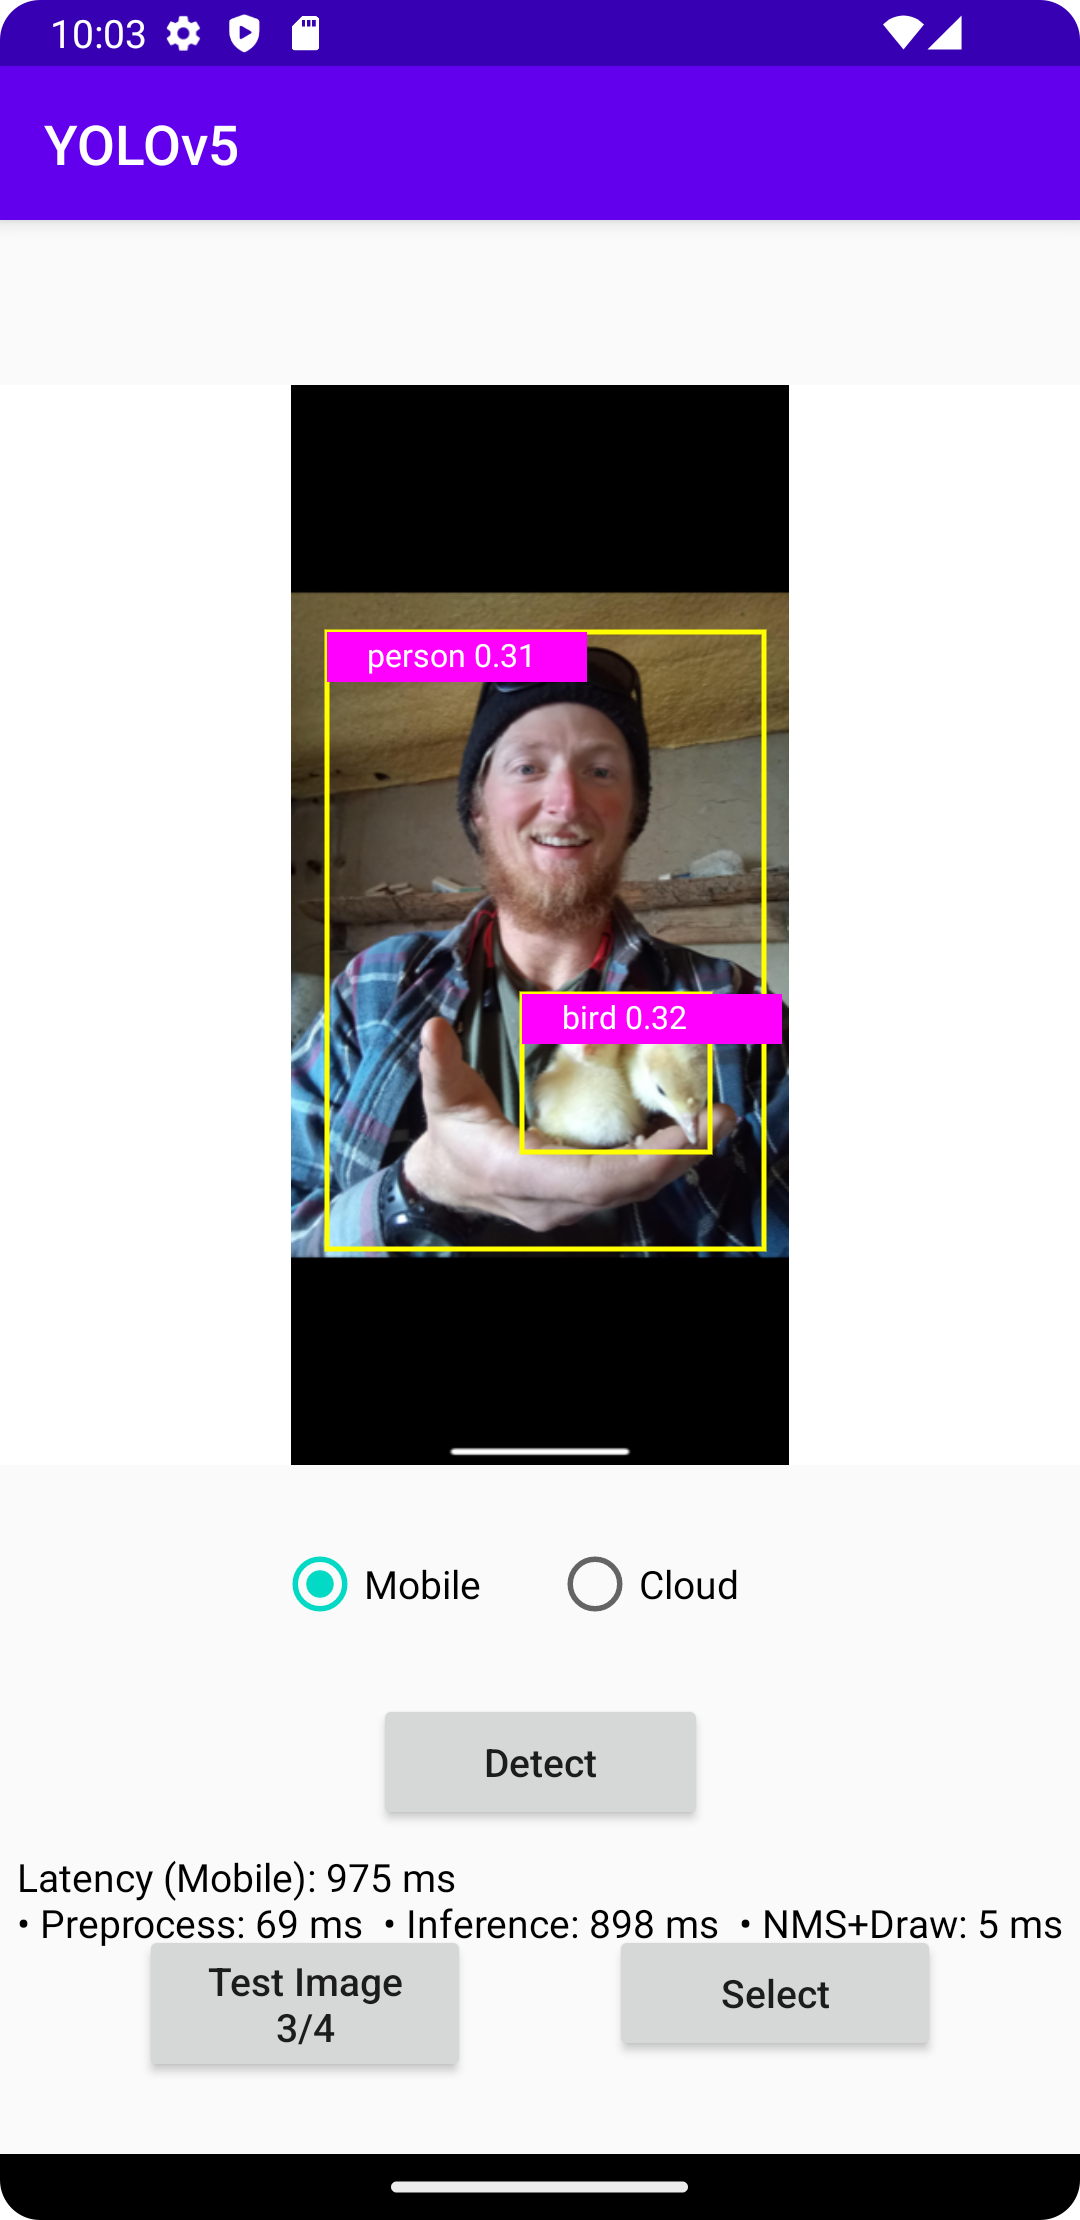 10:03
YOLOv5
person 0.31
bird 0.32
Mobile
Cloud
Detect
Latency (Mobile): 975 ms
• Preprocess: 69 ms • Inference: 898 ms • NMS+Draw: 5 ms
Test Image
3/4
Select